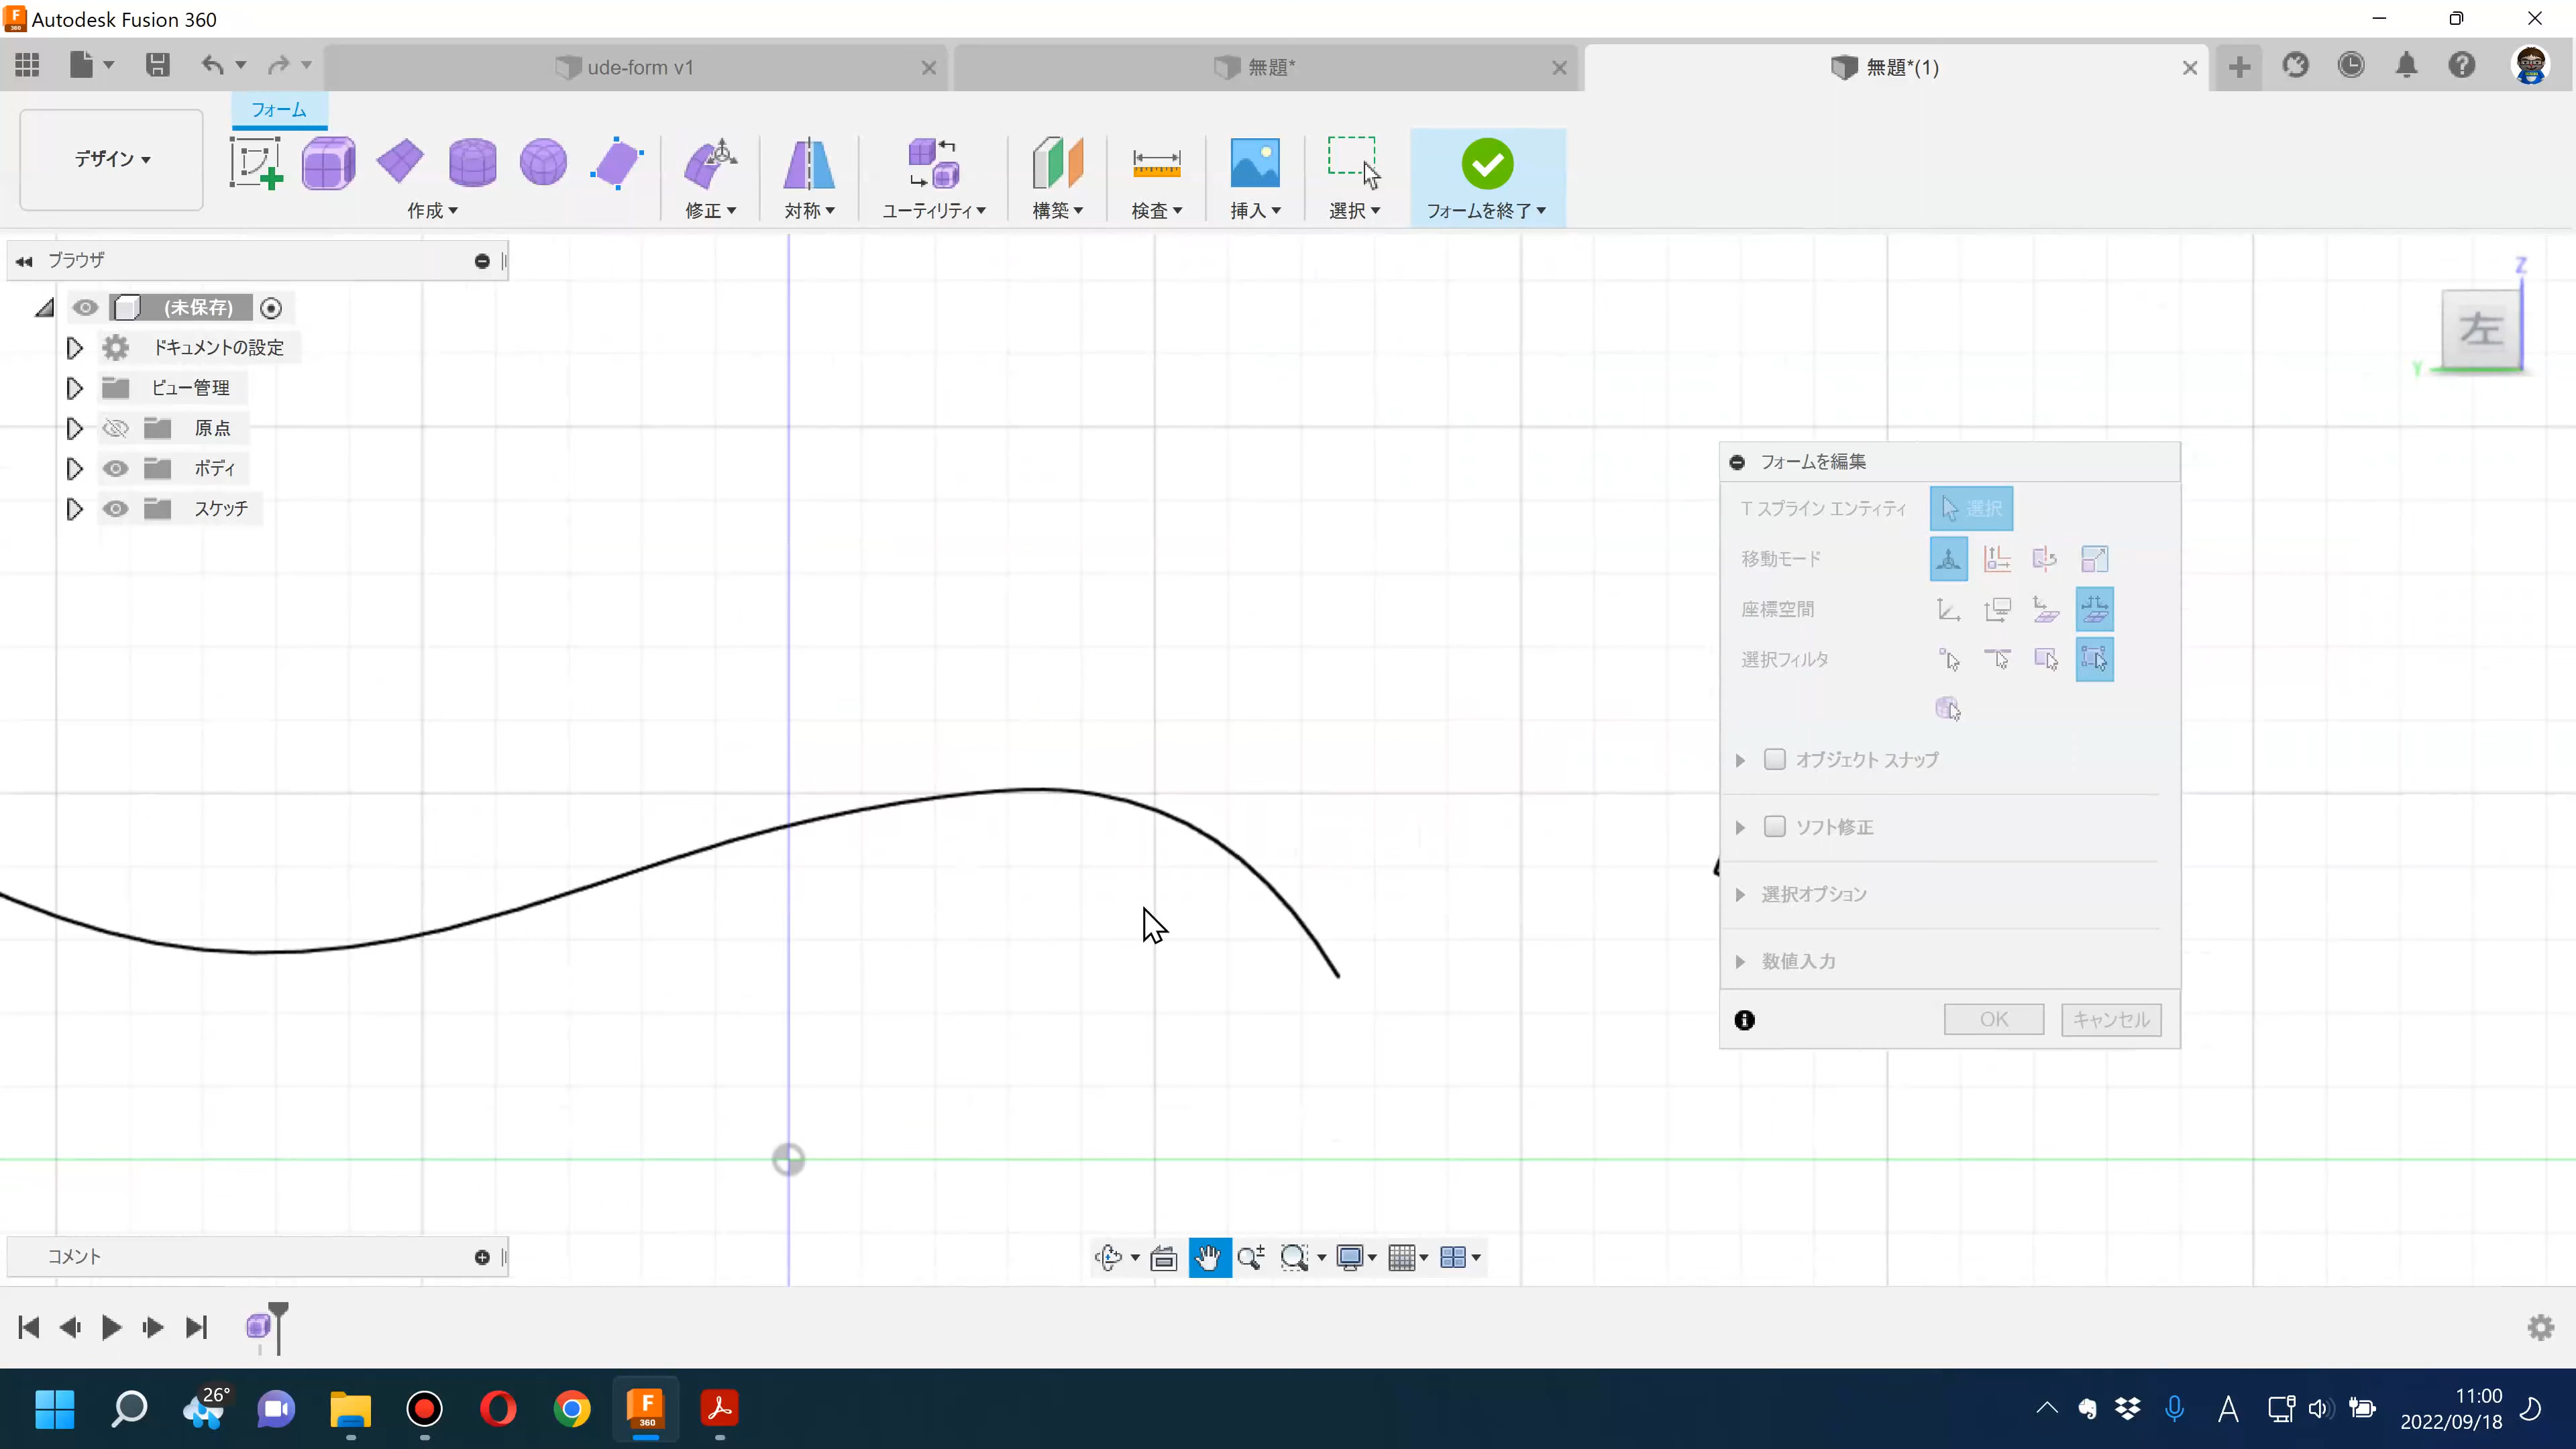 Autodesk Fusion 360
ude-form v1
無題*
無題*(1)
フォーム
デザイン
作成
修正
対称
ユーティリティ
構築
検査
挿入
選択
フォームを終了
ブラウザ
(未保存)
ドキュメントの設定
ビュー管理
原点
ボディ
スケッチ
Z
左
Y
フォームを編集
T スプライン エンティティ
選択
移動モード
座標空間
選択フィルタ
オブジェクト スナップ
ソフト修正
選択オプション
数値入力
OK
キャンセル
コメント
26°
F
360
A
11:00
2022/09/18